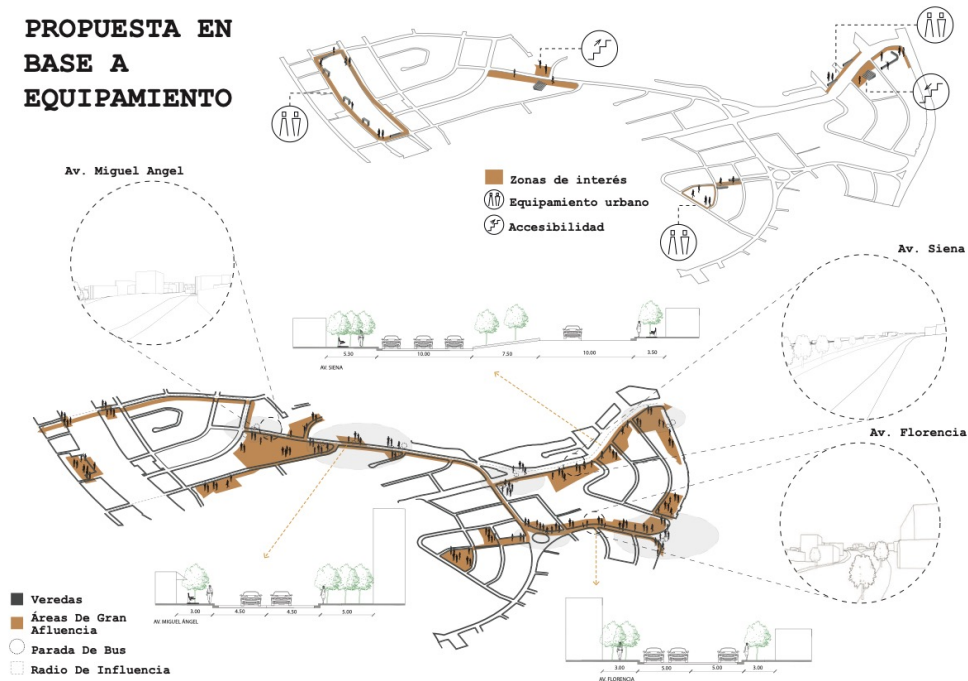 PROPUESTA EN
BASE A
EQUIPAMIENTO
Zonas de interés
Equipamiento urbano
Accesibilidad
Av. Miguel Angel
Av. Siena
5.30 10.00 7.50 10.00 3.50
AV. SIENA
Av. Florencia
3.00 4.50 4.50 5.00
AV. MIGUEL ÁNGEL
3.00 5.00 5.00 3.00
AV. FLORENCIA
Veredas
Áreas De Gran
Afluencia
Parada De Bus
Radio De Influencia